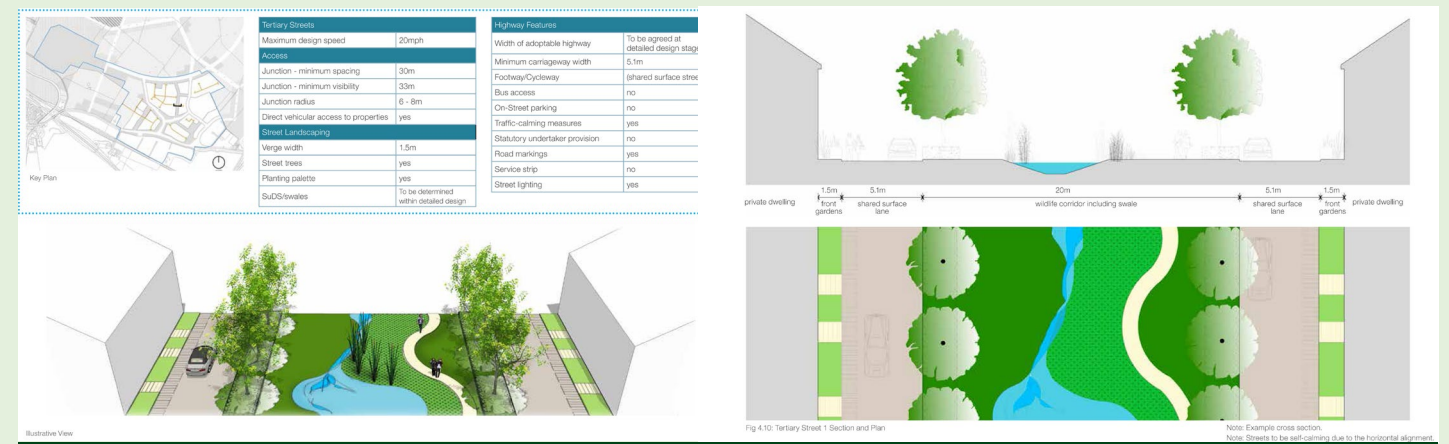 Key Plan
Tertiary Streets
Maximum design speed 20mph
Access
Junction - minimum spacing 30m
Junction - minimum visibility 33m
Junction radius 6 - 8m
Direct vehicular access to properties yes
Street Landscaping
Verge width 1.5m
Street trees yes
Planting palette yes
SuDS/swales To be determined
within detailed design
Highway Features
Width of adoptable highway To be agreed at
detailed design stage
Minimum carriageway width 5.1m
Footway/Cycleway (shared surface stree
Bus access no
On-Street parking no
Traffic-calming measures yes
Statutory undertaker provision no
Road markings yes
Service strip no
Street lighting yes
Illustrative View
private dwelling
1.5m
front
gardens
5.1m
shared surface
lane
20m
wildlife corridor including swale
5.1m
shared surface
lane
1.5m
front
gardens
private dwelling
Fig 4.10: Tertiary Street 1 Section and Plan
Note: Example cross section.
Note: Streets to be self-calming due to the horizontal alignment.